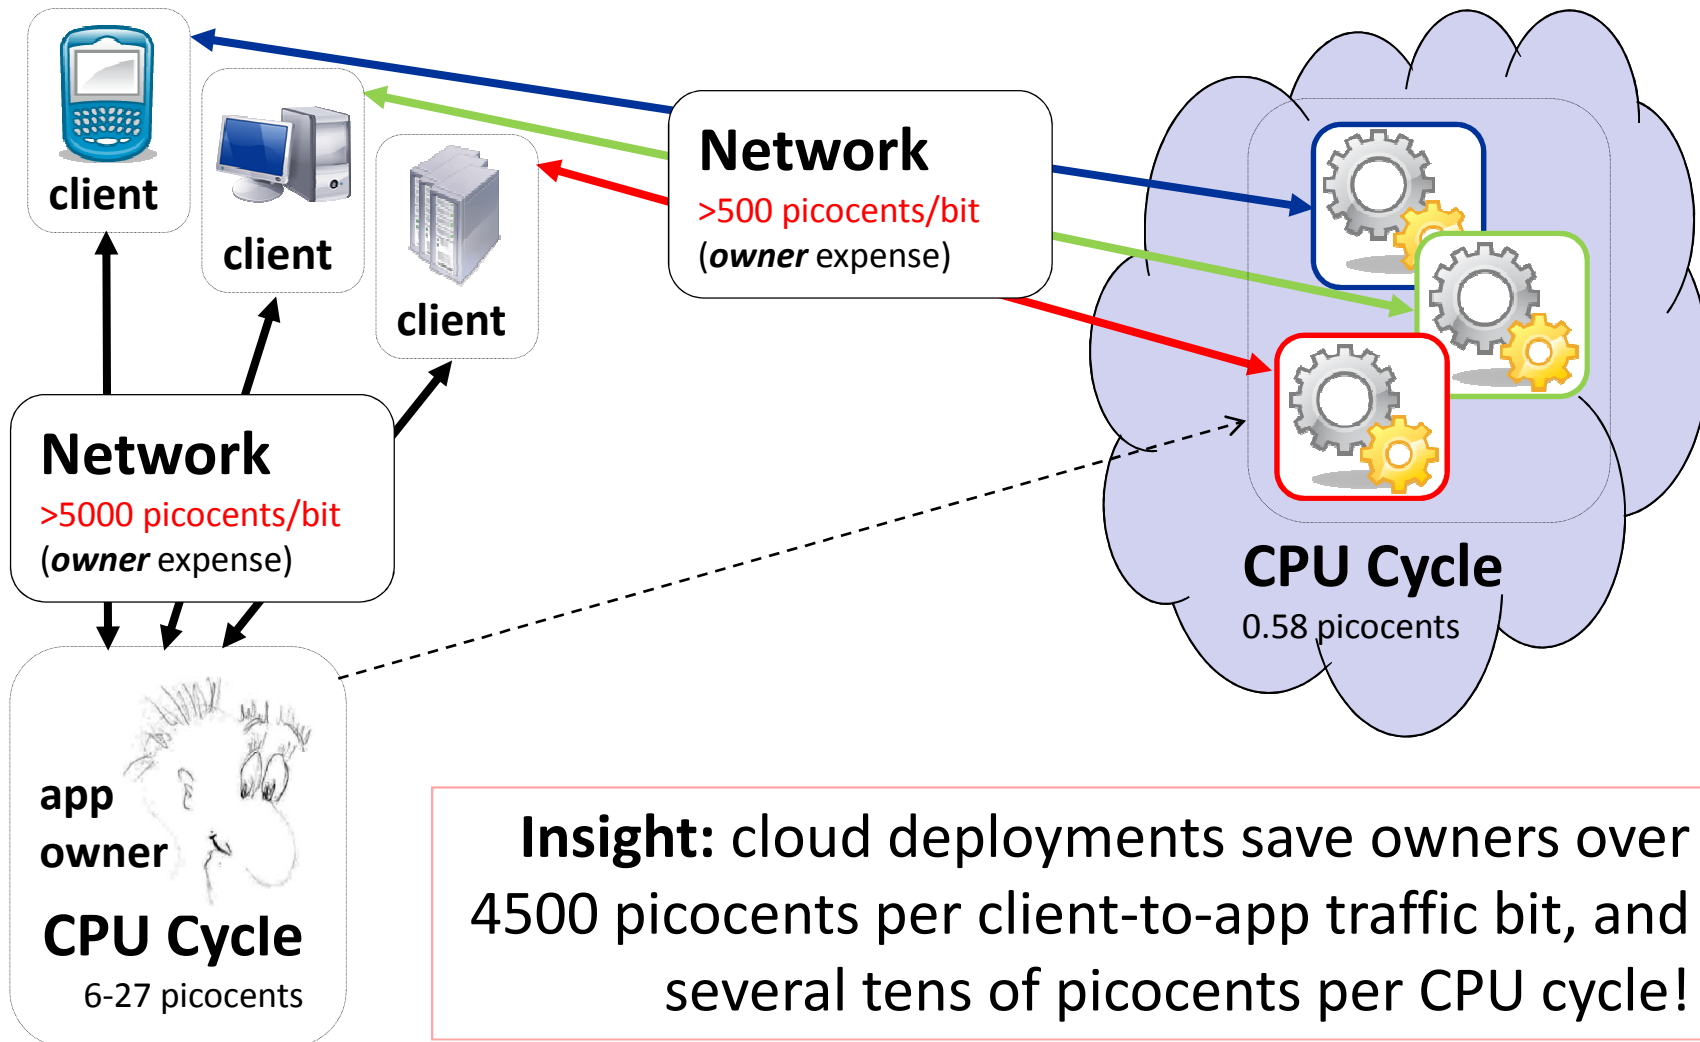 client
client
client
Network
>500 picocents/bit
(owner expense)
Network
>5000 picocents/bit
(owner expense)
CPU Cycle
0.58 picocents
app
owner
CPU Cycle
6-27 picocents
Insight: cloud deployments save owners over
4500 picocents per client-to-app traffic bit, and
several tens of picocents per CPU cycle!